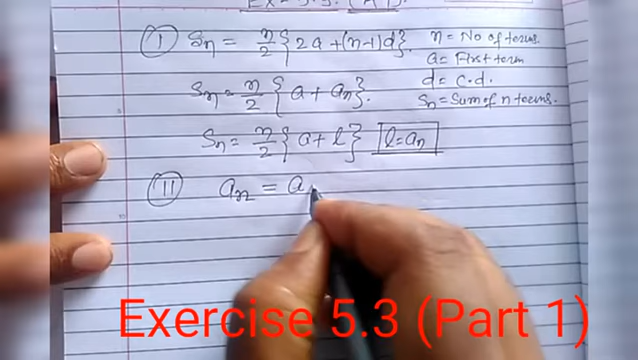 Ex - 5.3. (A.P).
(I) Sn = n/2 { 2a + (n-1)d }. n = No of terms.
a = First term
d = c.d.
Sn = n/2 { a + an }. Sn = Sum of n terms.
Sn = n/2 { a + l } l = an
(II) an = a
Exercise 5.3 (Part 1)